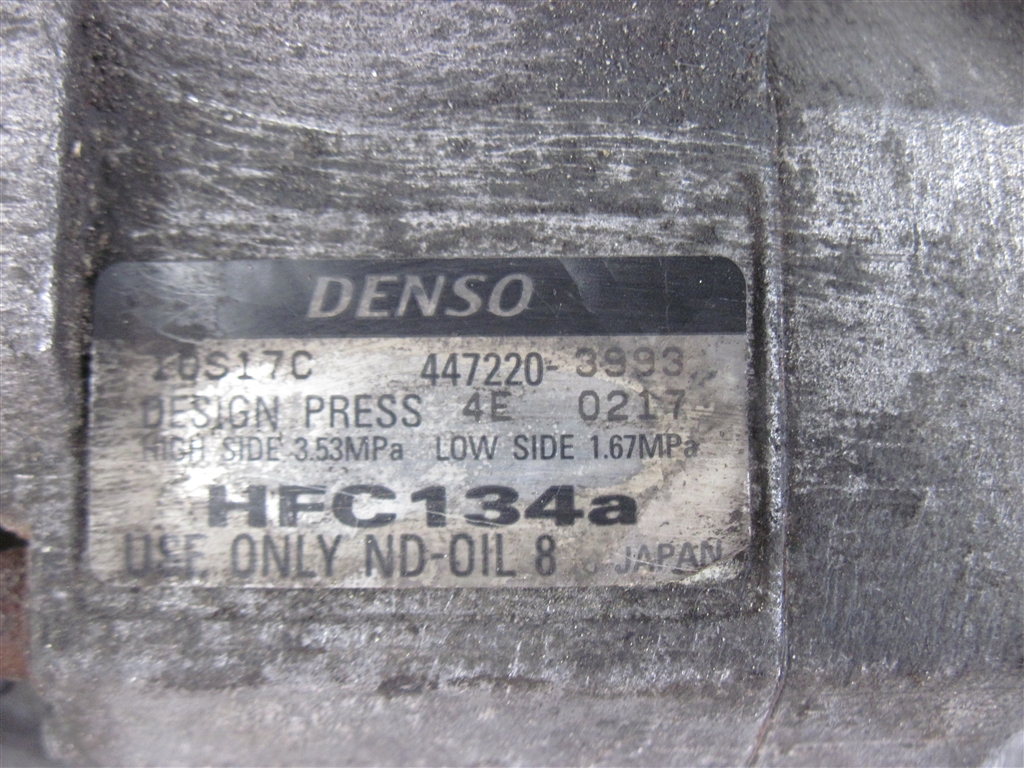 DENSO
10S17C 447220-3993
DESIGN PRESS 4E 0217
HIGH SIDE 3.53MPa LOW SIDE 1.67MPa
HFC134a
USE ONLY ND-OIL 8 JAPAN